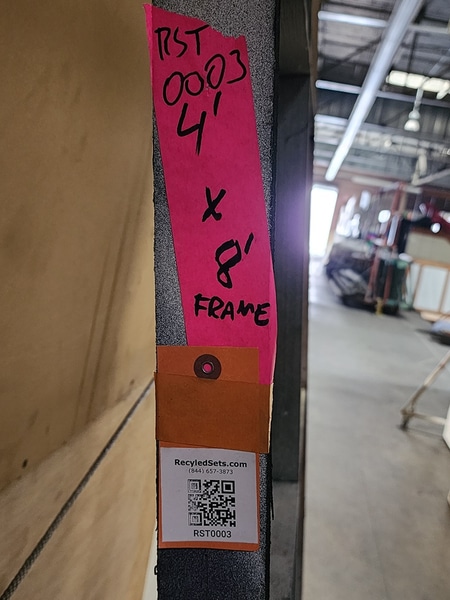 RST
0003
4'
x
8'
FRAME
RecyledSets.com
(844) 657-3873
RST0003